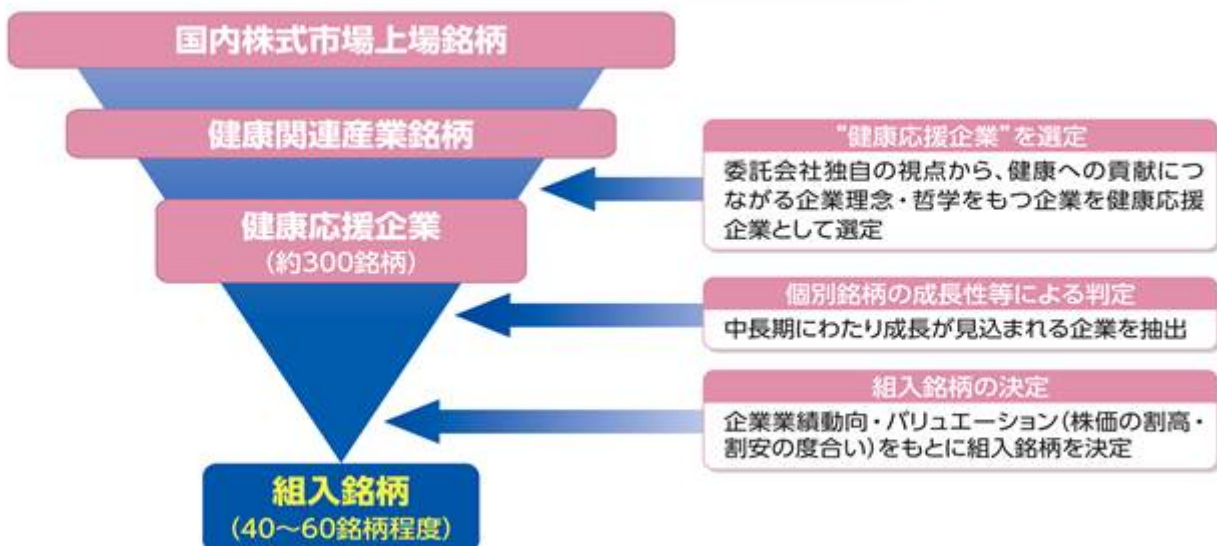 国内株式市場上場銘柄
健康関連産業銘柄
健康応援企業
(約300銘柄)
組入銘柄
(40～60銘柄程度)
“健康応援企業”を選定
委託会社独自の視点から、健康への貢献につ
ながる企業理念・哲学をもつ企業を健康応援
企業として選定
個別銘柄の成長性等による判定
中長期にわたり成長が見込まれる企業を抽出
組入銘柄の決定
企業業績動向・バリュエーション(株価の割高・
割安の度合い)をもとに組入銘柄を決定